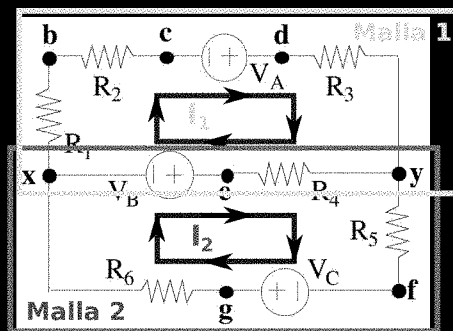 Malla 1
b c d
R2 VA R3
I1
R1
x VB e R4 y
I2 R5
R6 VC
Malla 2 g f